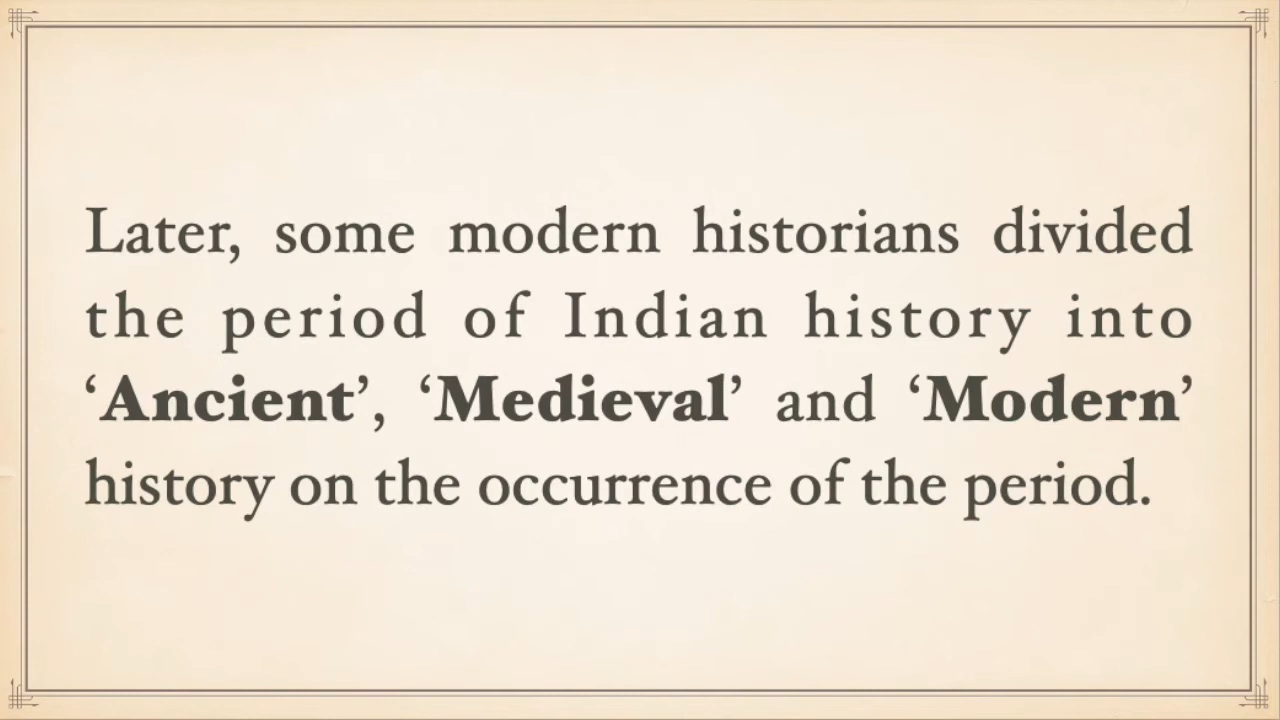 Later, some modern historians divided
the period of Indian history into
‘Ancient’, ‘Medieval’ and ‘Modern’
history on the occurrence of the period.